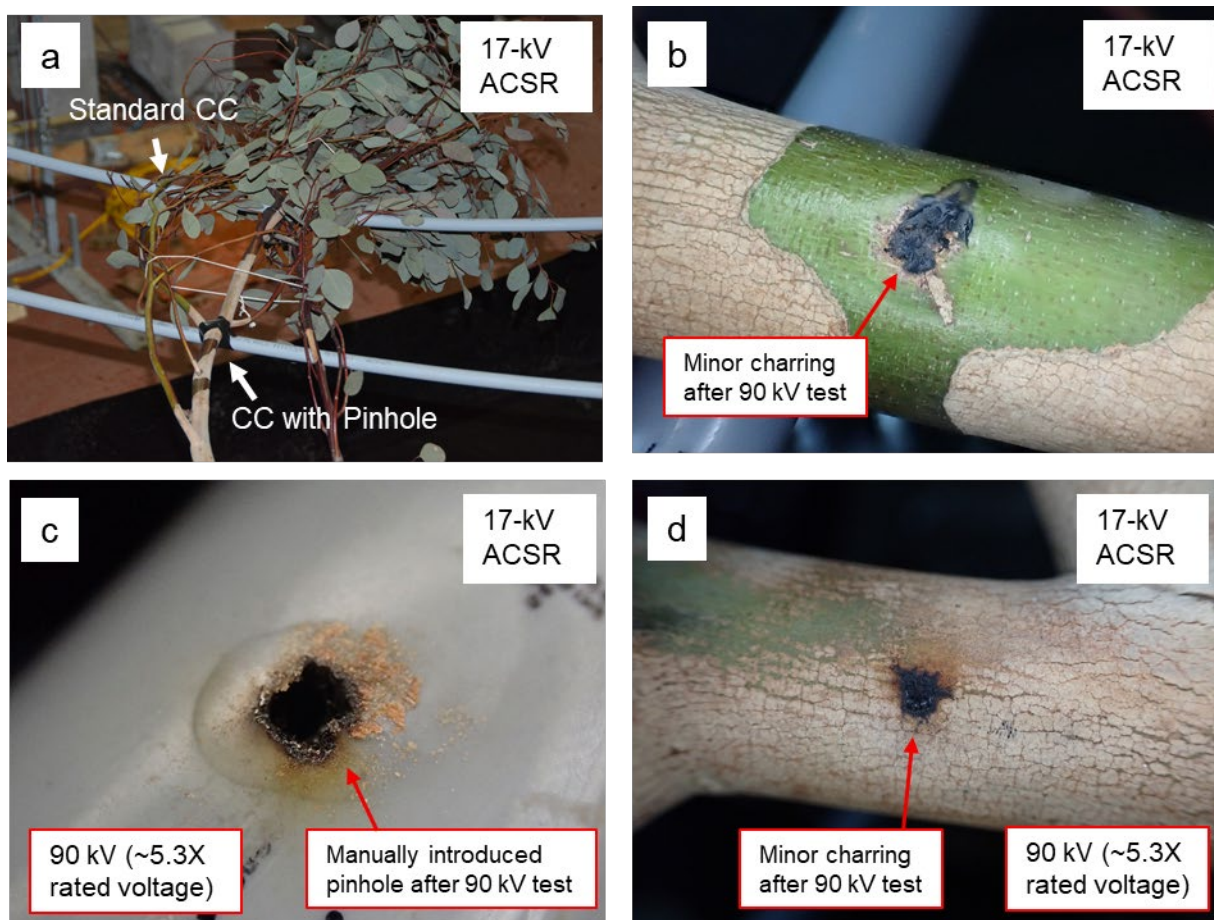 a
17-kV
ACSR
Standard CC
CC with Pinhole
b
17-kV
ACSR
Minor charring
after 90 kV test
c
17-kV
ACSR
90 kV (~5.3X
rated voltage)
Manually introduced
pinhole after 90 kV test
d
17-kV
ACSR
Minor charring
after 90 kV test
90 kV (~5.3X
rated voltage)